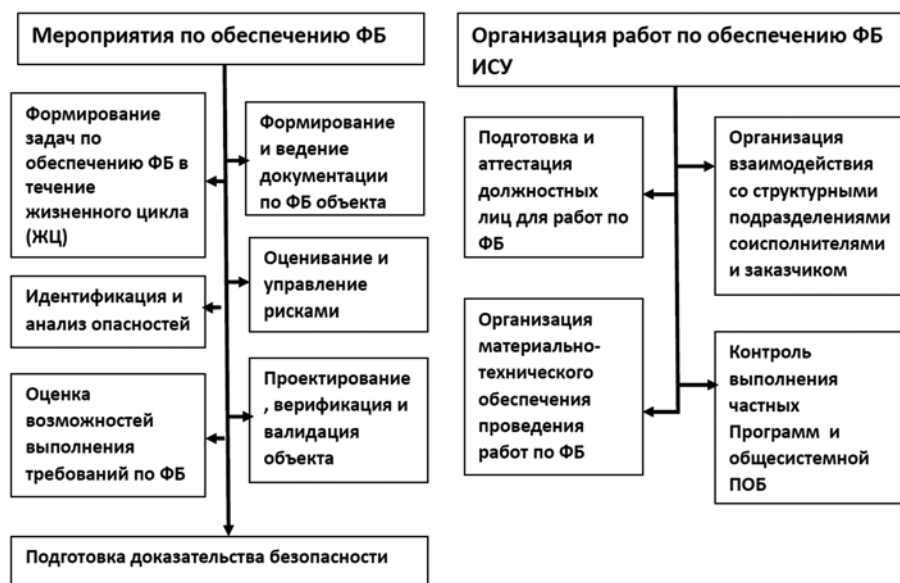 Мероприятия по обеспечению ФБ
Формирование
задач по
обеспечению ФБ в
течение
жизненного цикла
(ЖЦ)
Формирование
и ведение
документации
по ФБ объекта
Идентификация и
анализ опасностей
Оценивание и
управление
рисками
Оценка
возможностей
выполнения
требований по ФБ
Проектирование
, верификация и
валидация
объекта
Подготовка доказательства безопасности
Организация работ по обеспечению ФБ
ИСУ
Подготовка и
аттестация
должностных
лиц для работ по
ФБ
Организация
взаимодействия
со структурными
подразделениями
соисполнителями
и заказчиком
Организация
материально-
технического
обеспечения
проведения
работ по ФБ
Контроль
выполнения
частных
Программ и
общесистемной
ПОБ